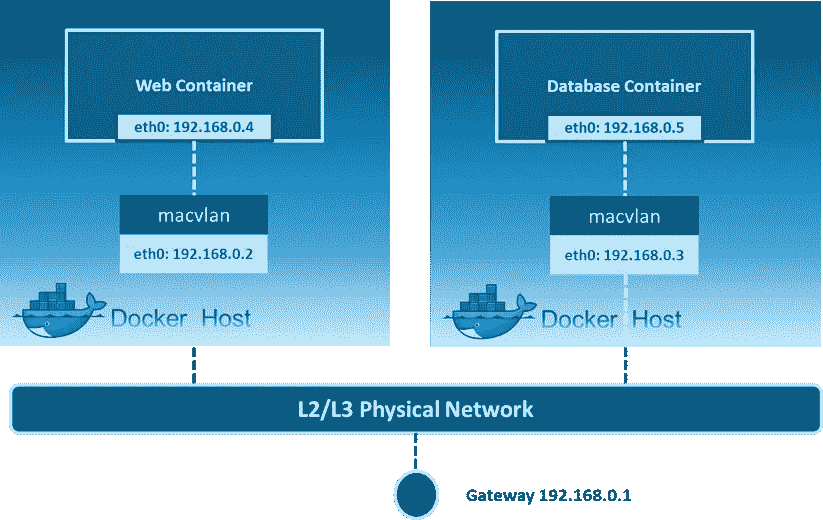 Web Container
eth0: 192.168.0.4
macvlan
eth0: 192.168.0.2
Docker Host
Database Container
eth0: 192.168.0.5
macvlan
eth0: 192.168.0.3
Docker Host
L2/L3 Physical Network
Gateway 192.168.0.1